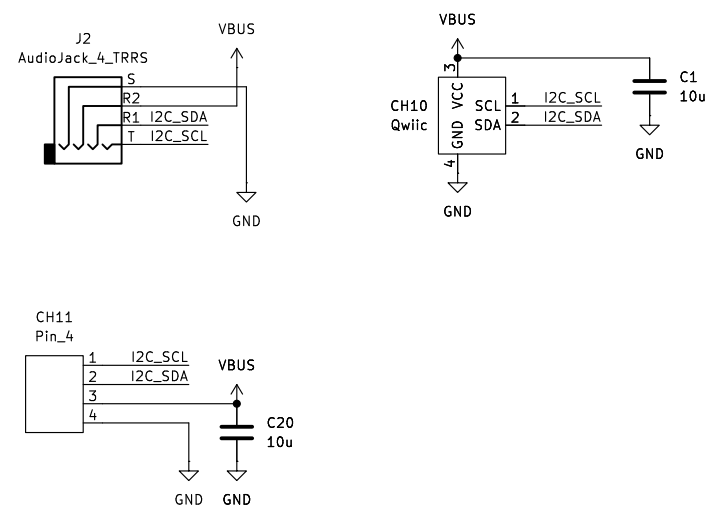 J2
AudioJack_4_TRRS
VBUS
S
R2
R1 I2C_SDA
T I2C_SCL
GND
VBUS
3
VCC
CH10
Qwiic
SCL 1 I2C_SCL
SDA 2 I2C_SDA
GND
4
GND
C1
10u
GND
CH11
Pin_4
1 I2C_SCL
2 I2C_SDA
3
4
VBUS
C20
10u
GND GND